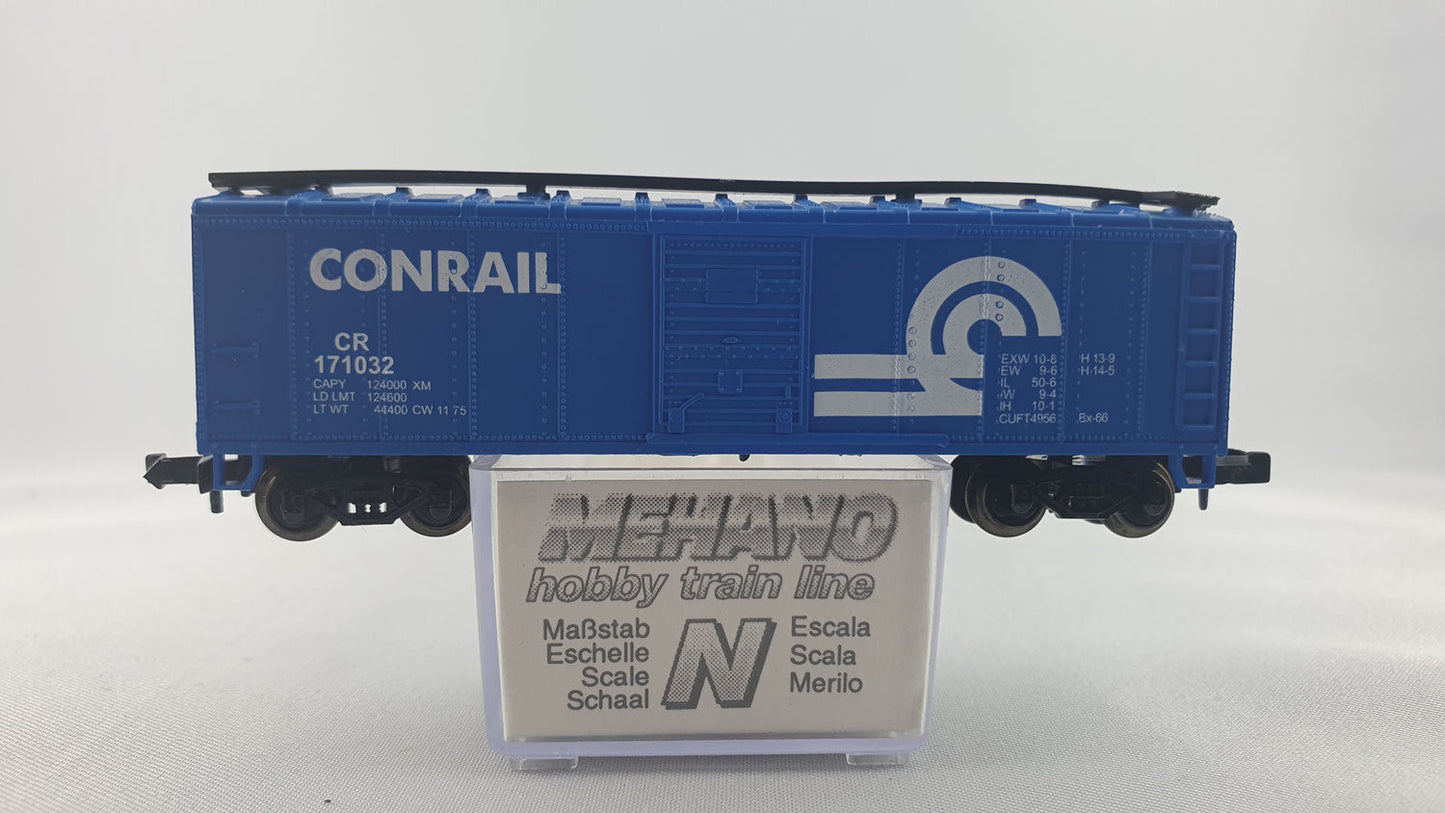 CONRAIL
CR
171032
CAPY 124000 XM
LD LMT 124600
LT WT 44400 CW 11 75
EXW 10-8 H 13-9
EW 9-6 H 14-5
IL 50-6
IW 9-4
IH 10-1
CUFT 4956 Bx-66
MEHANO
hobby train line
Maßstab
Eschelle
Scale
Schaal
N
Escala
Scala
Merilo